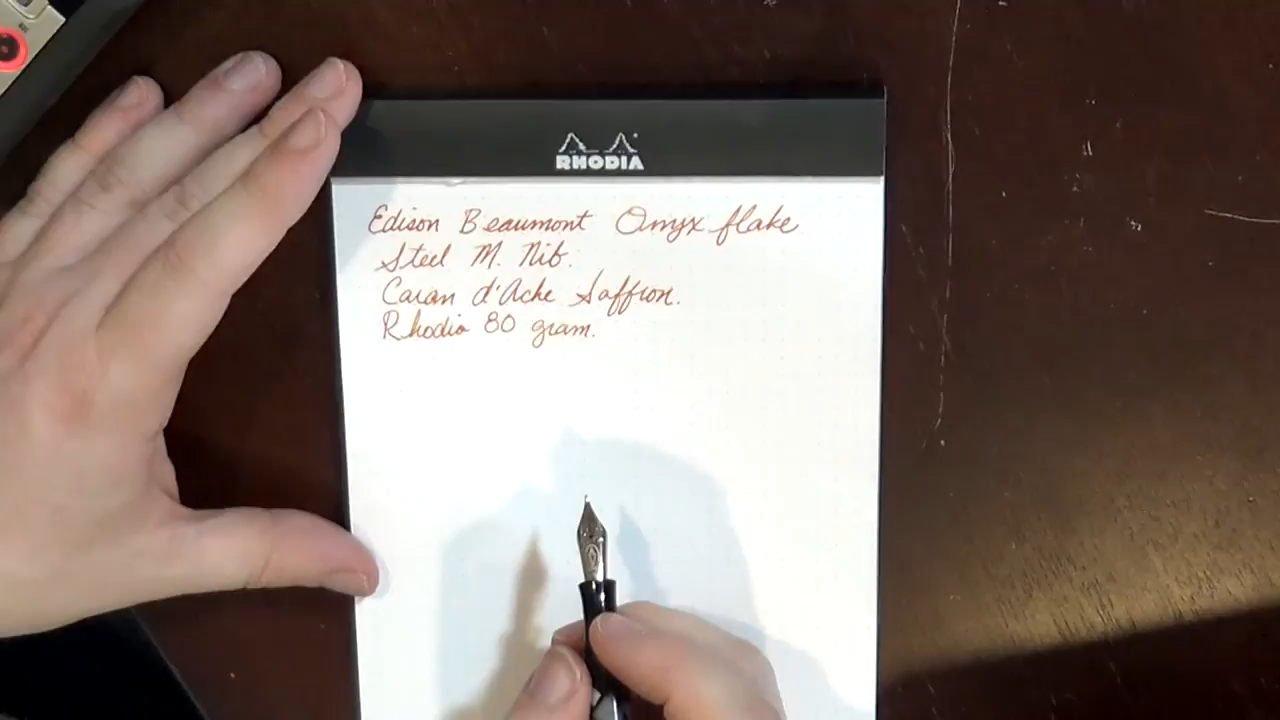 RHODIA
Edison Beaumont Onyx flake
Steel M. Nib.
Caran d'Ache Saffron.
Rhodia 80 gram.